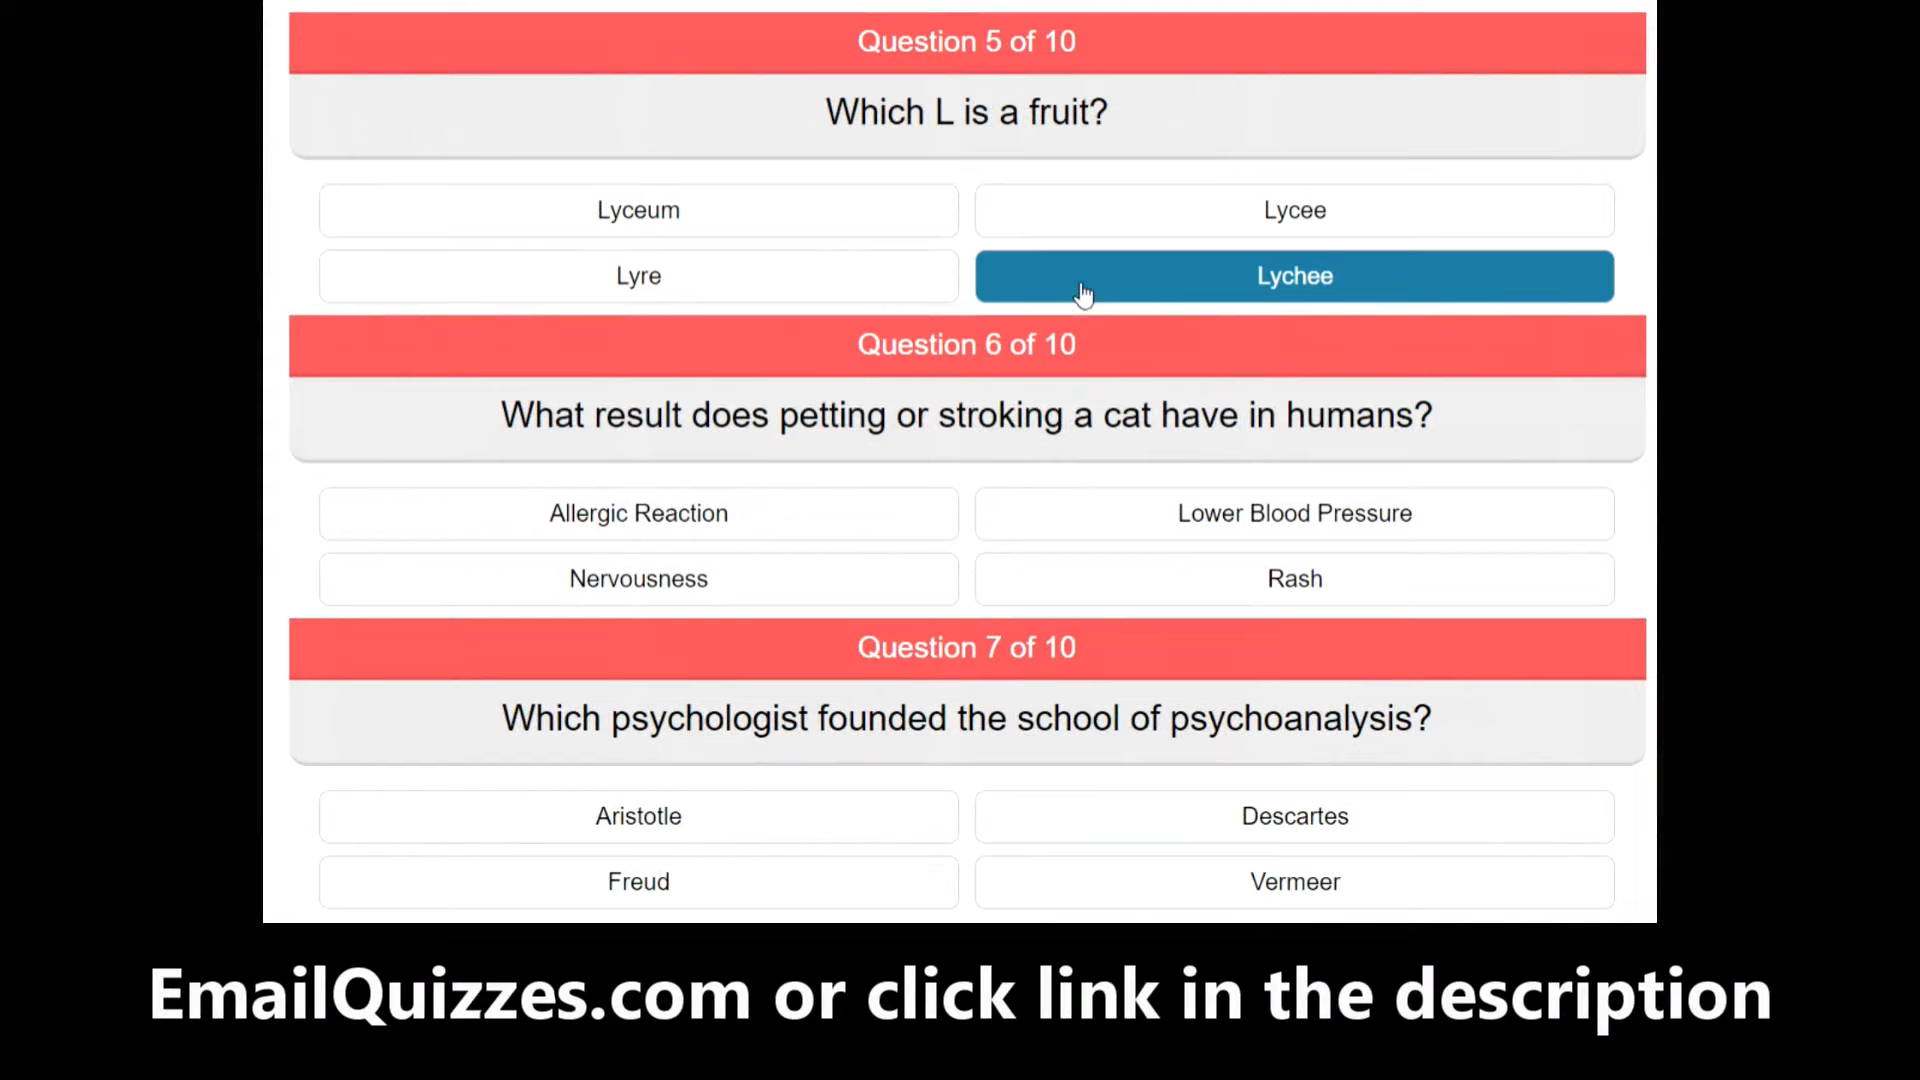 Question 5 of 10
Which L is a fruit?
Lyceum
Lycee
Lyre
Lychee
Question 6 of 10
What result does petting or stroking a cat have in humans?
Allergic Reaction
Lower Blood Pressure
Nervousness
Rash
Question 7 of 10
Which psychologist founded the school of psychoanalysis?
Aristotle
Descartes
Freud
Vermeer
EmailQuizzes.com or click link in the description